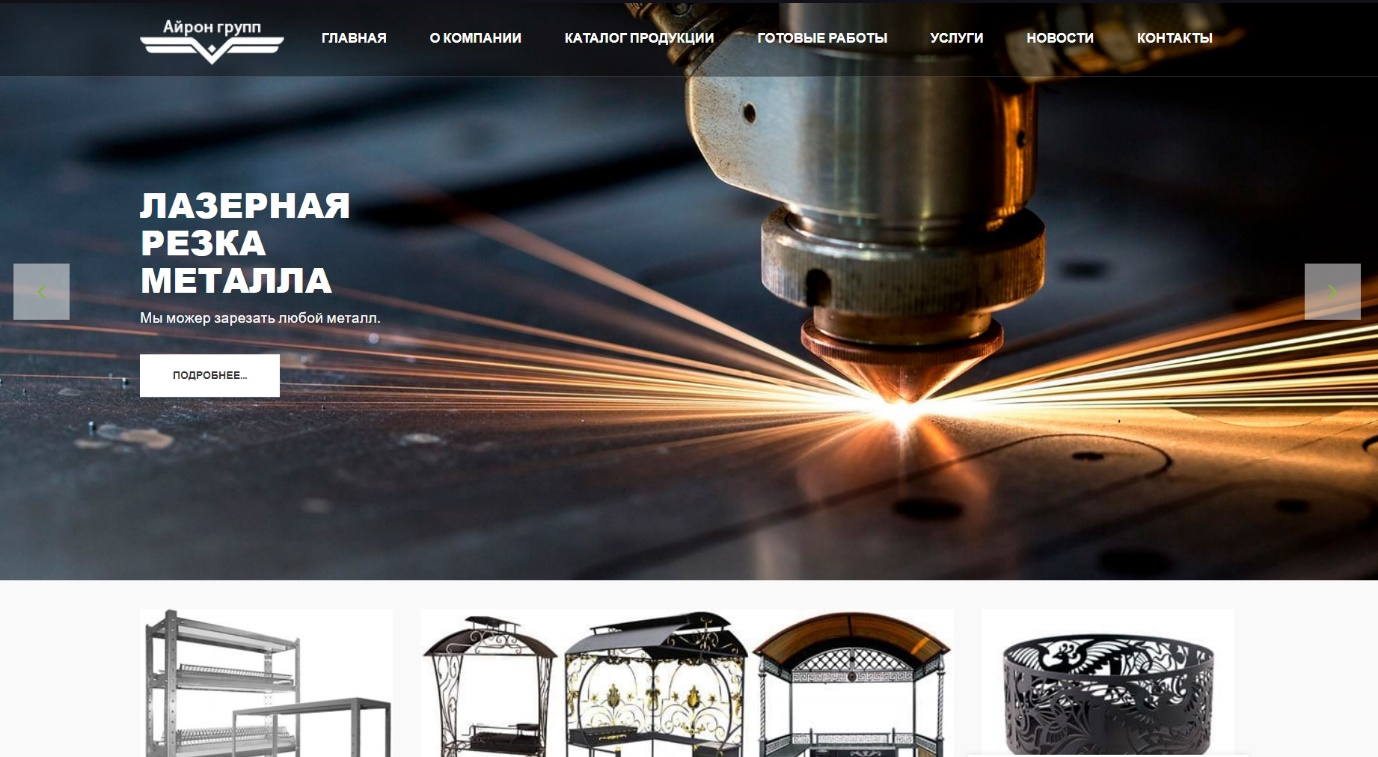 Айрон групп
ГЛАВНАЯ О КОМПАНИИ КАТАЛОГ ПРОДУКЦИИ ГОТОВЫЕ РАБОТЫ УСЛУГИ НОВОСТИ КОНТАКТЫ
ЛАЗЕРНАЯ
РЕЗКА
МЕТАЛЛА
Мы можер зарезать любой металл.
ПОДРОБНЕЕ...